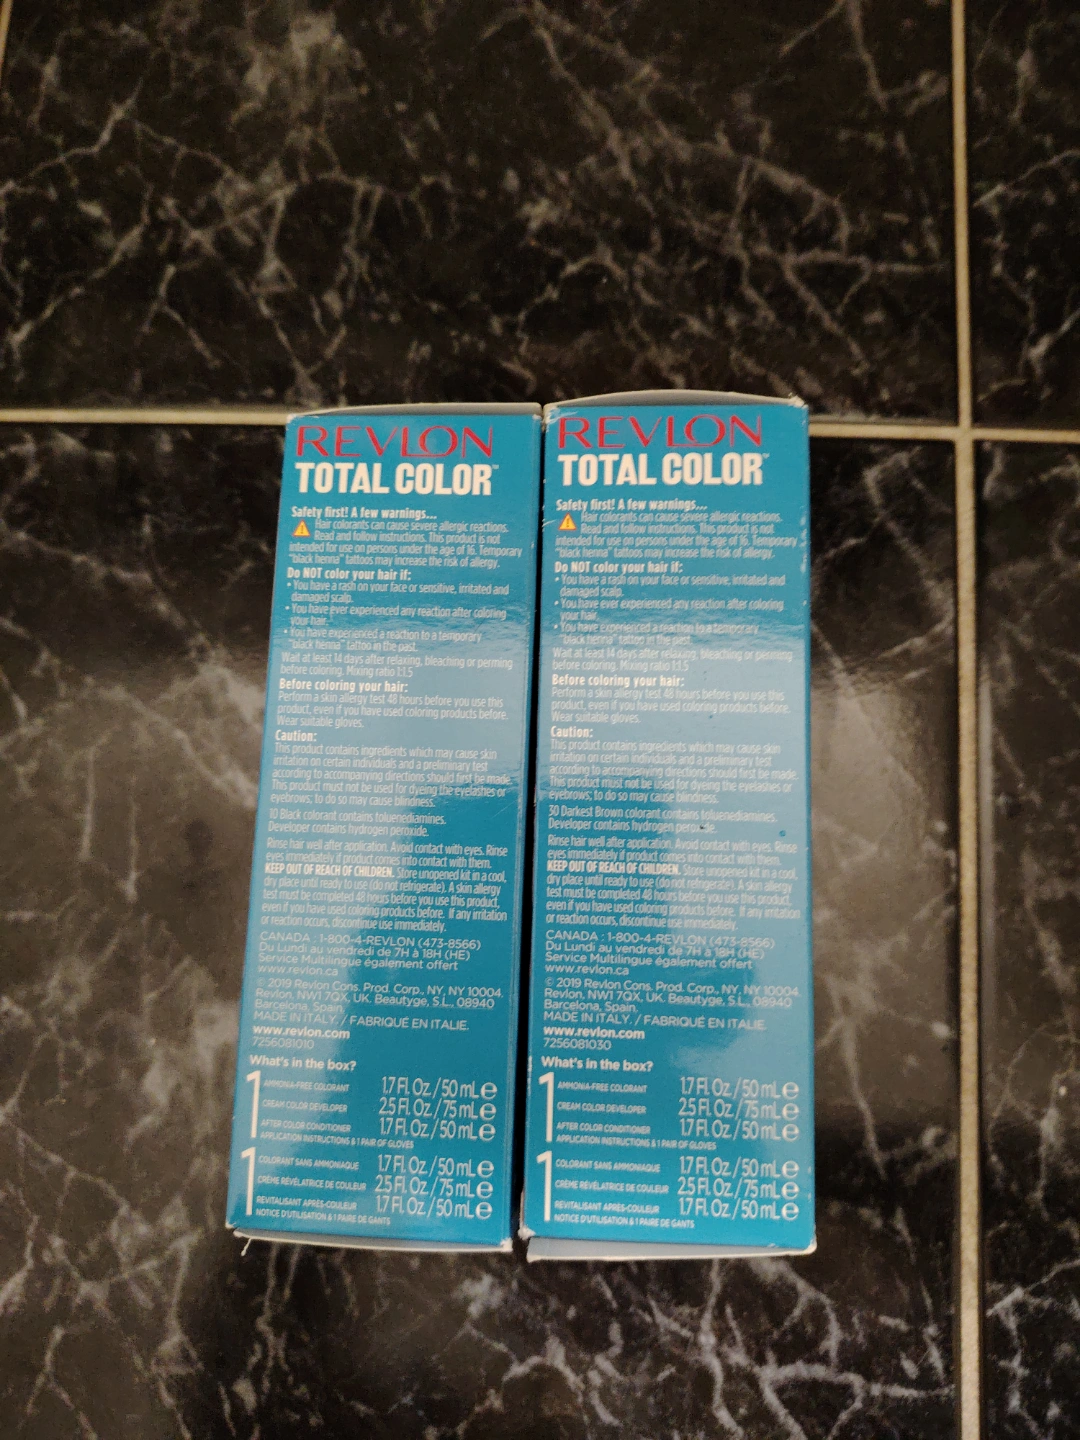 REVLON
TOTAL COLOR™
Safety first! A few warnings...
Hair colorants can cause severe allergic reactions.
Read and follow instructions. This product is not
intended for use on persons under the age of 16. Temporary
"black henna" tattoos may increase the risk of allergy.
Do NOT color your hair if:
• You have a rash on your face or sensitive, irritated and
damaged scalp.
• You have ever experienced any reaction after coloring
your hair.
• You have experienced a reaction to a temporary
"black henna" tattoo in the past.
Wait at least 14 days after relaxing, bleaching or perming
before coloring. Mixing ratio 1:1.5
Before coloring your hair:
Perform a skin allergy test 48 hours before you use this
product, even if you have used coloring products before.
Wear suitable gloves.
Caution:
This product contains ingredients which may cause skin
irritation on certain individuals and a preliminary test
according to accompanying directions should first be made.
This product must not be used for dyeing the eyelashes or
eyebrows; to do so may cause blindness.
10 Black colorant contains toluenediamines.
Developer contains hydrogen peroxide.
Rinse hair well after application. Avoid contact with eyes. Rinse
eyes immediately if product comes into contact with them.
KEEP OUT OF REACH OF CHILDREN. Store unopened kit in a cool,
dry place until ready to use (do not refrigerate). A skin allergy
test must be completed 48 hours before you use this product,
even if you have used coloring products before. If any irritation
or reaction occurs, discontinue use immediately.
CANADA : 1-800-4-REVLON (473-8566)
Du Lundi au vendredi de 7H à 18H (HE)
Service Multilingue également offert
www.revlon.ca
© 2019 Revlon Cons. Prod. Corp., NY, NY 10004.
Revlon, NW1 7QX, UK. Beautyge, S.L., 08940
Barcelona, Spain.
MADE IN ITALY. / FABRIQUÉ EN ITALIE.
www.revlon.com
7256081010
What's in the box?
1 AMMONIA-FREE COLORANT 1.7 Fl. Oz./50 mL e
CREAM COLOR DEVELOPER 2.5 Fl. Oz./75 mL e
AFTER COLOR CONDITIONER 1.7 Fl. Oz./50 mL e
APPLICATION INSTRUCTIONS & 1 PAIR OF GLOVES
1 COLORANT SANS AMMONIAQUE 1.7 Fl. Oz./50 mL e
CRÈME RÉVÉLATRICE DE COULEUR 2.5 Fl. Oz./75 mL e
REVITALISANT APRÈS-COULEUR 1.7 Fl. Oz./50 mL e
NOTICE D'UTILISATION & 1 PAIRE DE GANTS
REVLON
TOTAL COLOR™
Safety first! A few warnings...
Hair colorants can cause severe allergic reactions.
Read and follow instructions. This product is not
intended for use on persons under the age of 16. Temporary
"black henna" tattoos may increase the risk of allergy.
Do NOT color your hair if:
• You have a rash on your face or sensitive, irritated and
damaged scalp.
• You have ever experienced any reaction after coloring
your hair.
• You have experienced a reaction to a temporary
"black henna" tattoo in the past.
Wait at least 14 days after relaxing, bleaching or perming
before coloring. Mixing ratio 1:1.5
Before coloring your hair:
Perform a skin allergy test 48 hours before you use this
product, even if you have used coloring products before.
Wear suitable gloves.
Caution:
This product contains ingredients which may cause skin
irritation on certain individuals and a preliminary test
according to accompanying directions should first be made.
This product must not be used for dyeing the eyelashes or
eyebrows; to do so may cause blindness.
30 Darkest Brown colorant contains toluenediamines.
Developer contains hydrogen peroxide.
Rinse hair well after application. Avoid contact with eyes. Rinse
eyes immediately if product comes into contact with them.
KEEP OUT OF REACH OF CHILDREN. Store unopened kit in a cool,
dry place until ready to use (do not refrigerate). A skin allergy
test must be completed 48 hours before you use this product,
even if you have used coloring products before. If any irritation
or reaction occurs, discontinue use immediately.
CANADA : 1-800-4-REVLON (473-8566)
Du Lundi au vendredi de 7H à 18H (HE)
Service Multilingue également offert
www.revlon.ca
© 2019 Revlon Cons. Prod. Corp., NY, NY 10004.
Revlon, NW1 7QX, UK. Beautyge, S.L., 08940
Barcelona, Spain.
MADE IN ITALY. / FABRIQUÉ EN ITALIE.
www.revlon.com
7256081030
What's in the box?
1 AMMONIA-FREE COLORANT 1.7 Fl. Oz./50 mL e
CREAM COLOR DEVELOPER 2.5 Fl. Oz./75 mL e
AFTER COLOR CONDITIONER 1.7 Fl. Oz./50 mL e
APPLICATION INSTRUCTIONS & 1 PAIR OF GLOVES
1 COLORANT SANS AMMONIAQUE 1.7 Fl. Oz./50 mL e
CRÈME RÉVÉLATRICE DE COULEUR 2.5 Fl. Oz./75 mL e
REVITALISANT APRÈS-COULEUR 1.7 Fl. Oz./50 mL e
NOTICE D'UTILISATION & 1 PAIRE DE GANTS